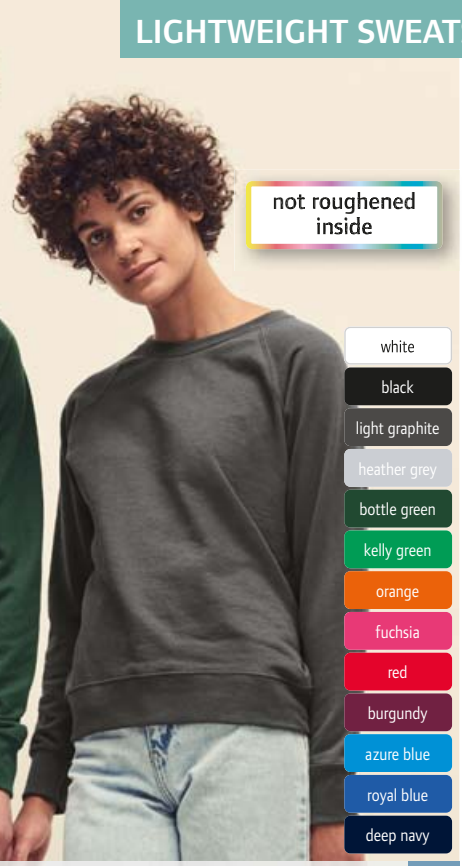 LIGHTWEIGHT SWEAT
not roughened
inside
white
black
light graphite
heather grey
bottle green
kelly green
orange
fuchsia
red
burgundy
azure blue
royal blue
deep navy